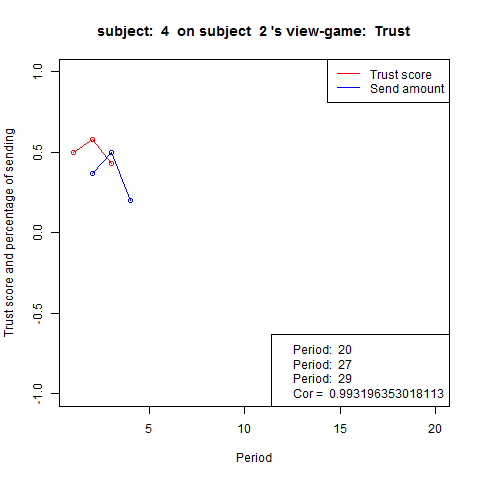 subject: 4 on subject 2 's view-game: Trust
Trust score
Send amount
1.0
0.5
0.0
-0.5
-1.0
Trust score and percentage of sending
Period: 20
Period: 27
Period: 29
Cor = 0.993196353018113
5 10 15 20
Period